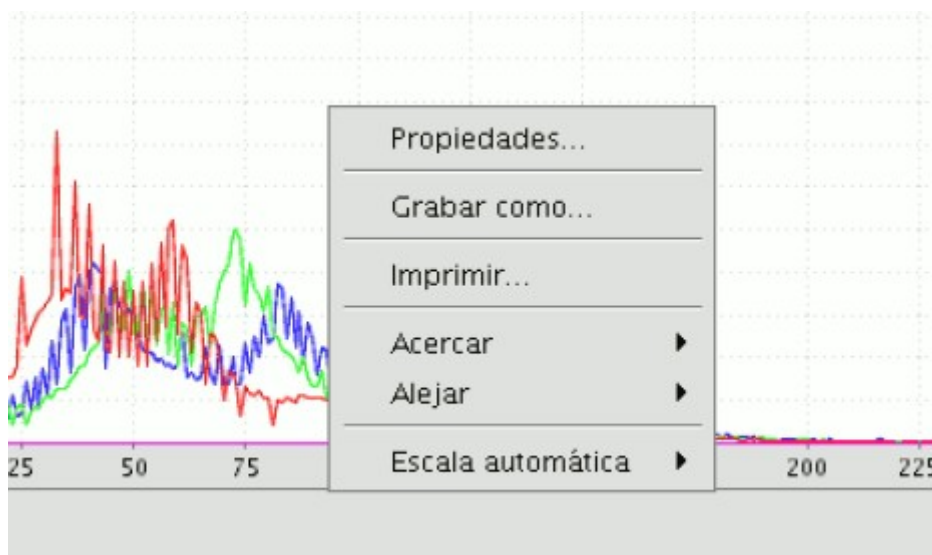 Propiedades...
Grabar como...
Imprimir...
Acercar
Alejar
Escala automática
25 50 75 200 225